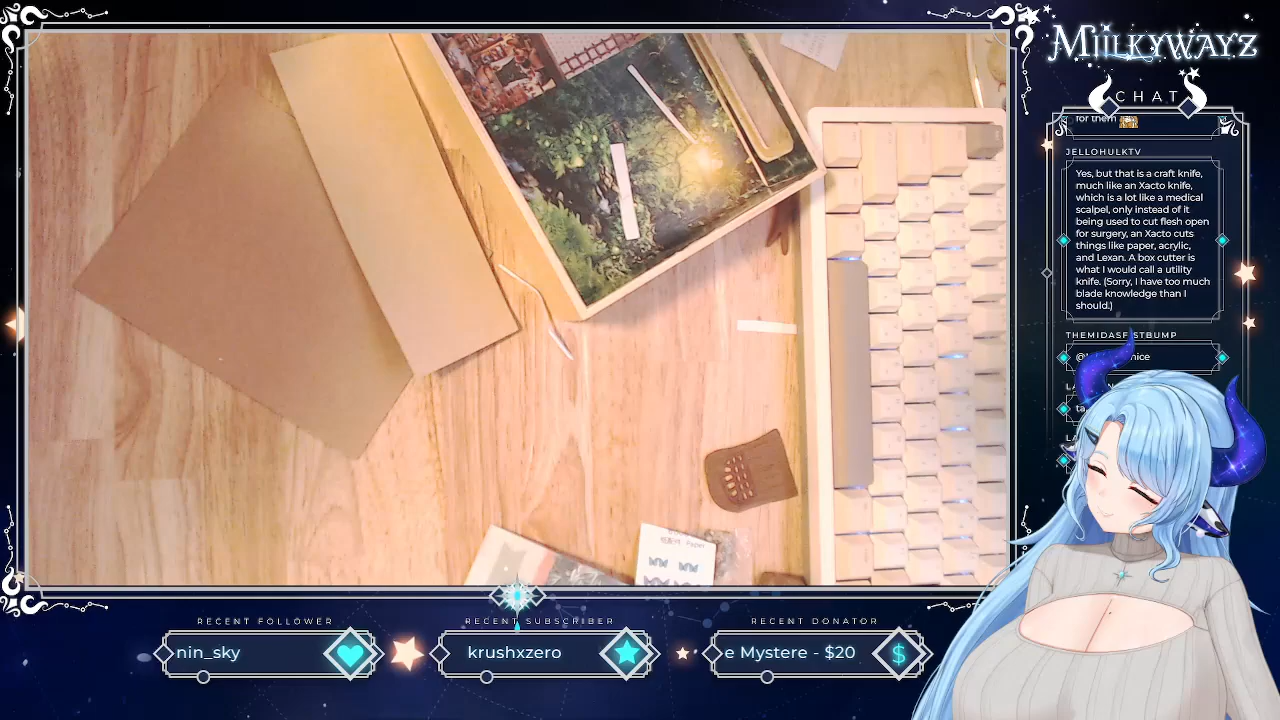 MIILKYWAYZ
CHAT
for them
JELLOHULKTV
Yes, but that is a craft knife,
much like an Xacto knife,
which is a lot like a medical
scalpel, only instead of it
being used to cut flesh open
for surgery, an Xacto cuts
things like paper, acrylic,
and Lexan. A box cutter is
what I would call a utility
knife. (Sorry, I have too much
blade knowledge than I
should.)
RECENT FOLLOWER
nin_sky
RECENT SUBSCRIBER
krushxzero
RECENT DONATOR
e Mystere - $20
$